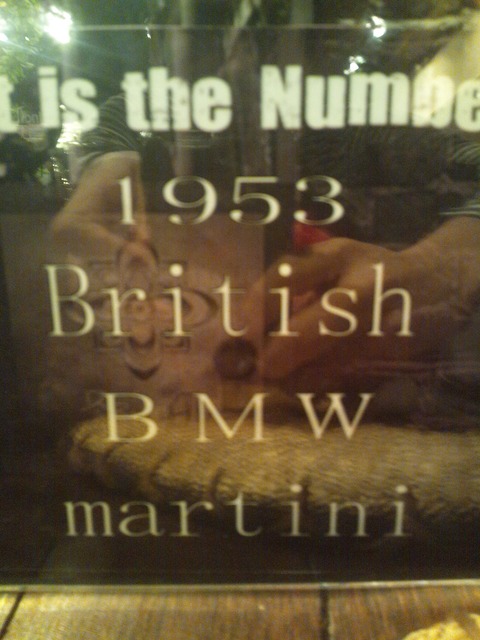 t is the Numbe
1953
British
BMW
martini